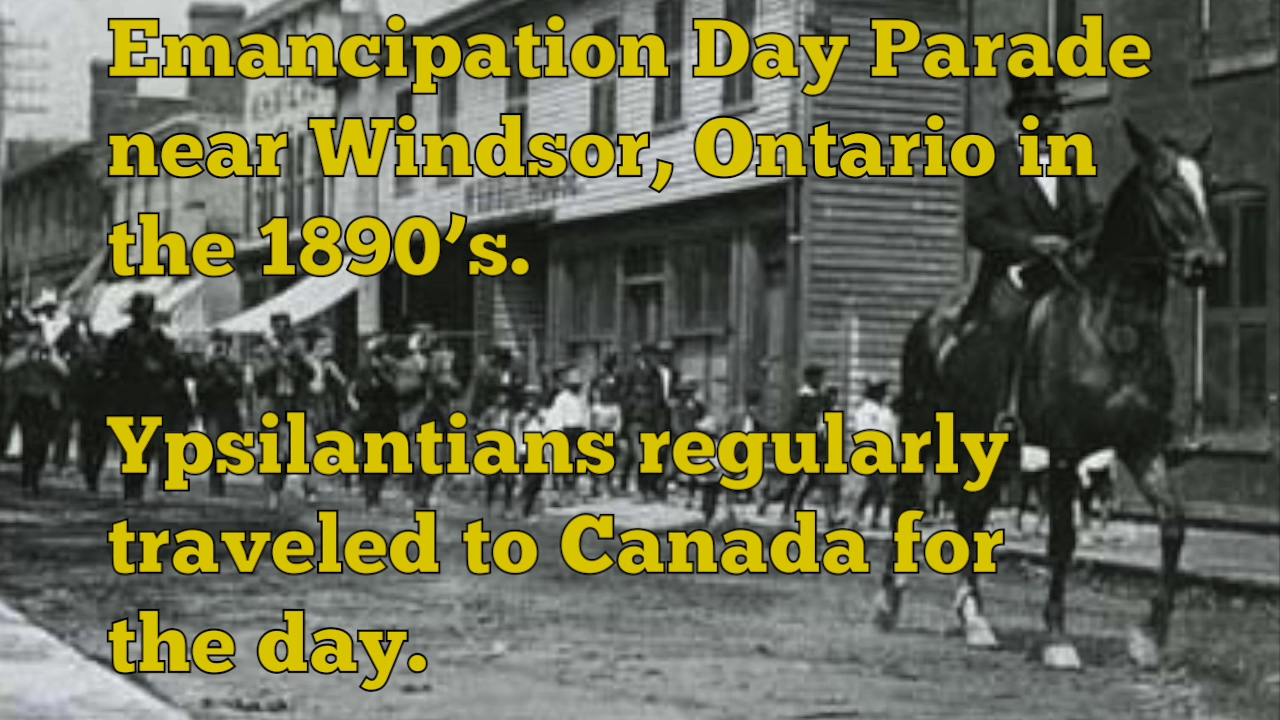 Emancipation Day Parade
near Windsor, Ontario in
the 1890’s.
Ypsilantians regularly
traveled to Canada for
the day.